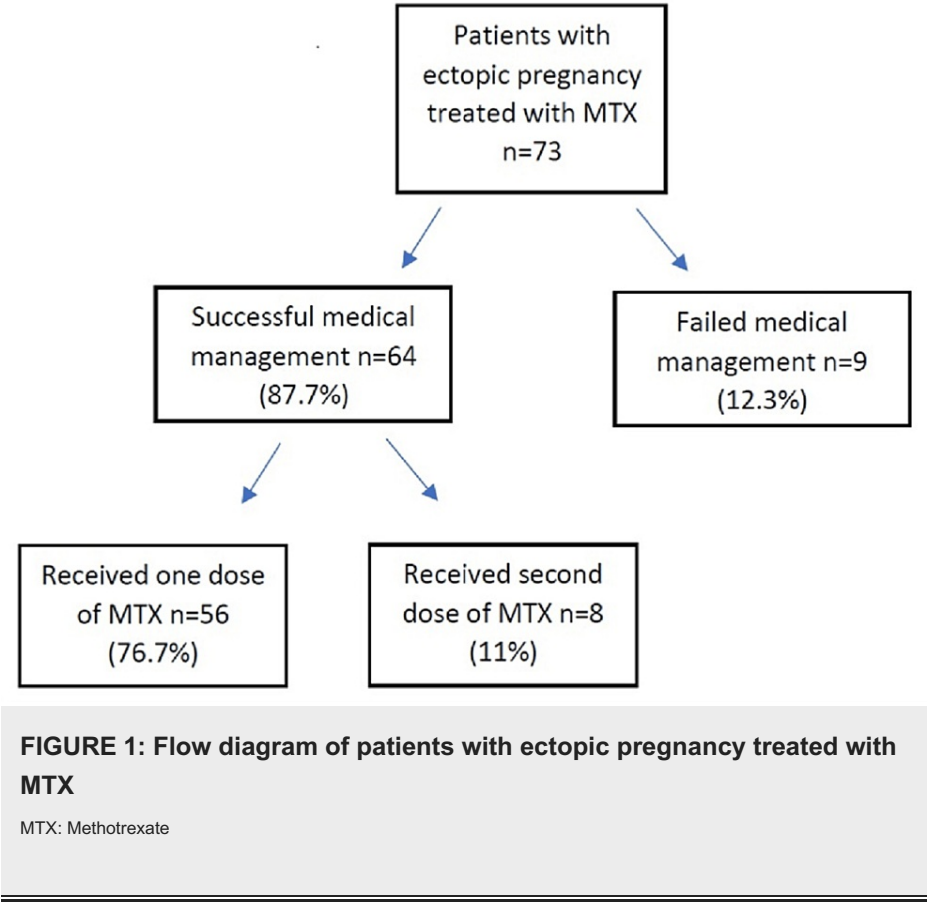 Patients with
ectopic pregnancy
treated with MTX
n=73
Successful medical
management n=64
(87.7%)
Failed medical
management n=9
(12.3%)
Received one dose
of MTX n=56
(76.7%)
Received second
dose of MTX n=8
(11%)
FIGURE 1: Flow diagram of patients with ectopic pregnancy treated with
MTX
MTX: Methotrexate